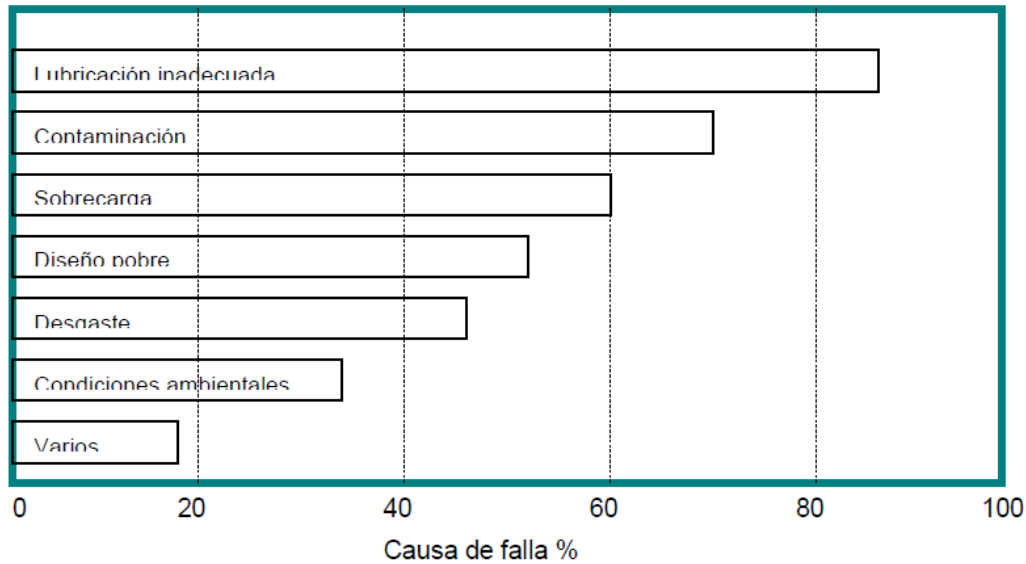 Lubricación inadecuada
Contaminación
Sobrecarga
Diseño pobre
Desgaste
Condiciones ambientales
Varios
0 20 40 60 80 100
Causa de falla %